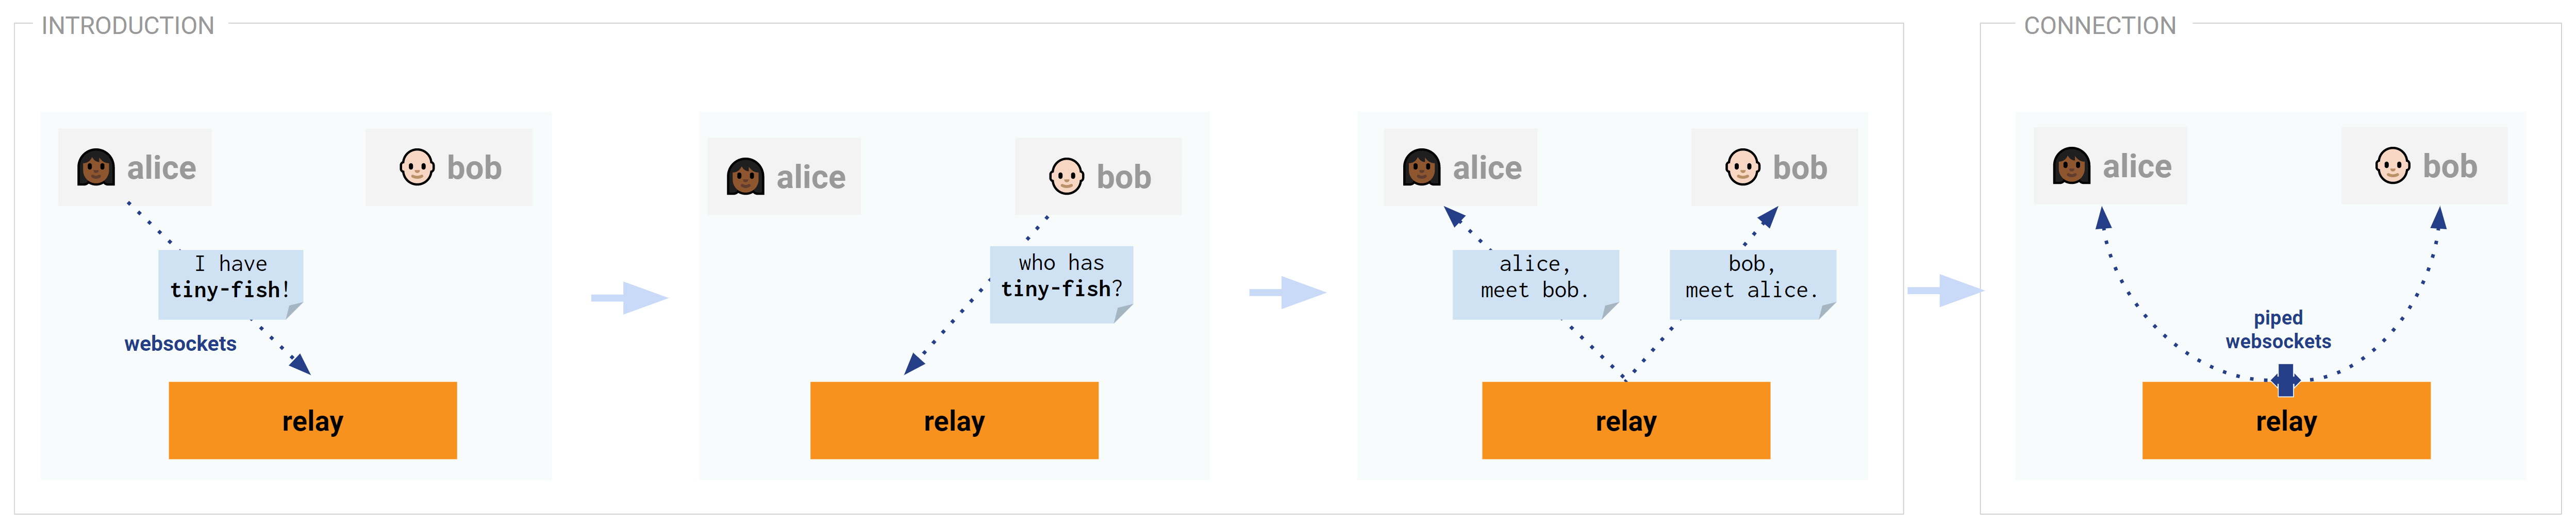 INTRODUCTION
alice
bob
I have
tiny-fish!
websockets
relay
alice
bob
who has
tiny-fish?
relay
alice
bob
alice,
meet bob.
bob,
meet alice.
relay
CONNECTION
alice
bob
piped
websockets
relay